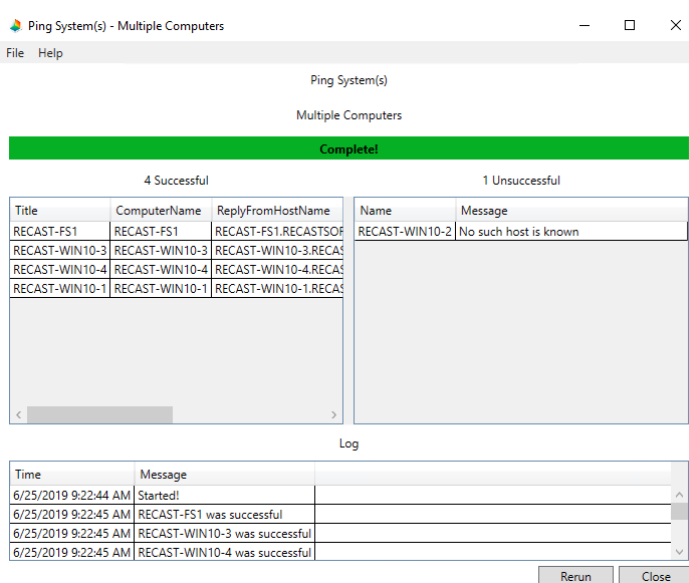 Ping System(s) - Multiple Computers
File Help
Ping System(s)
Multiple Computers
Complete!
4 Successful
1 Unsuccessful
Title ComputerName ReplyFromHostName
RECAST-FS1 RECAST-FS1 RECAST-FS1.RECASTSOF
RECAST-WIN10-3 RECAST-WIN10-3 RECAST-WIN10-3.RECAS
RECAST-WIN10-4 RECAST-WIN10-4 RECAST-WIN10-4.RECAS
RECAST-WIN10-1 RECAST-WIN10-1 RECAST-WIN10-1.RECAS
Name Message
RECAST-WIN10-2 No such host is known
Log
Time Message
6/25/2019 9:22:44 AM Started!
6/25/2019 9:22:45 AM RECAST-FS1 was successful
6/25/2019 9:22:45 AM RECAST-WIN10-3 was successful
6/25/2019 9:22:45 AM RECAST-WIN10-4 was successful
Rerun Close